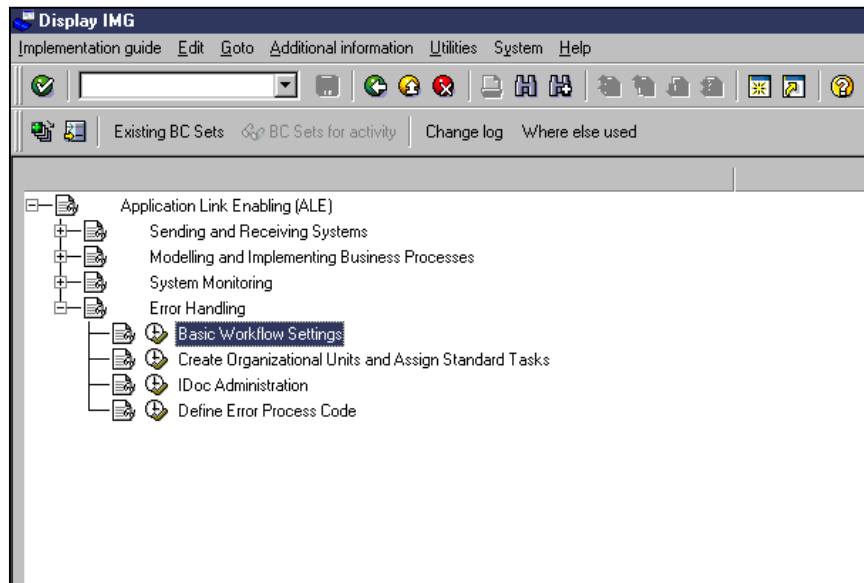 Display IMG
Implementation guide Edit Goto Additional information Utilities System Help
Existing BC Sets BC Sets for activity Change log Where else used
Application Link Enabling (ALE)
Sending and Receiving Systems
Modelling and Implementing Business Processes
System Monitoring
Error Handling
Basic Workflow Settings
Create Organizational Units and Assign Standard Tasks
IDoc Administration
Define Error Process Code